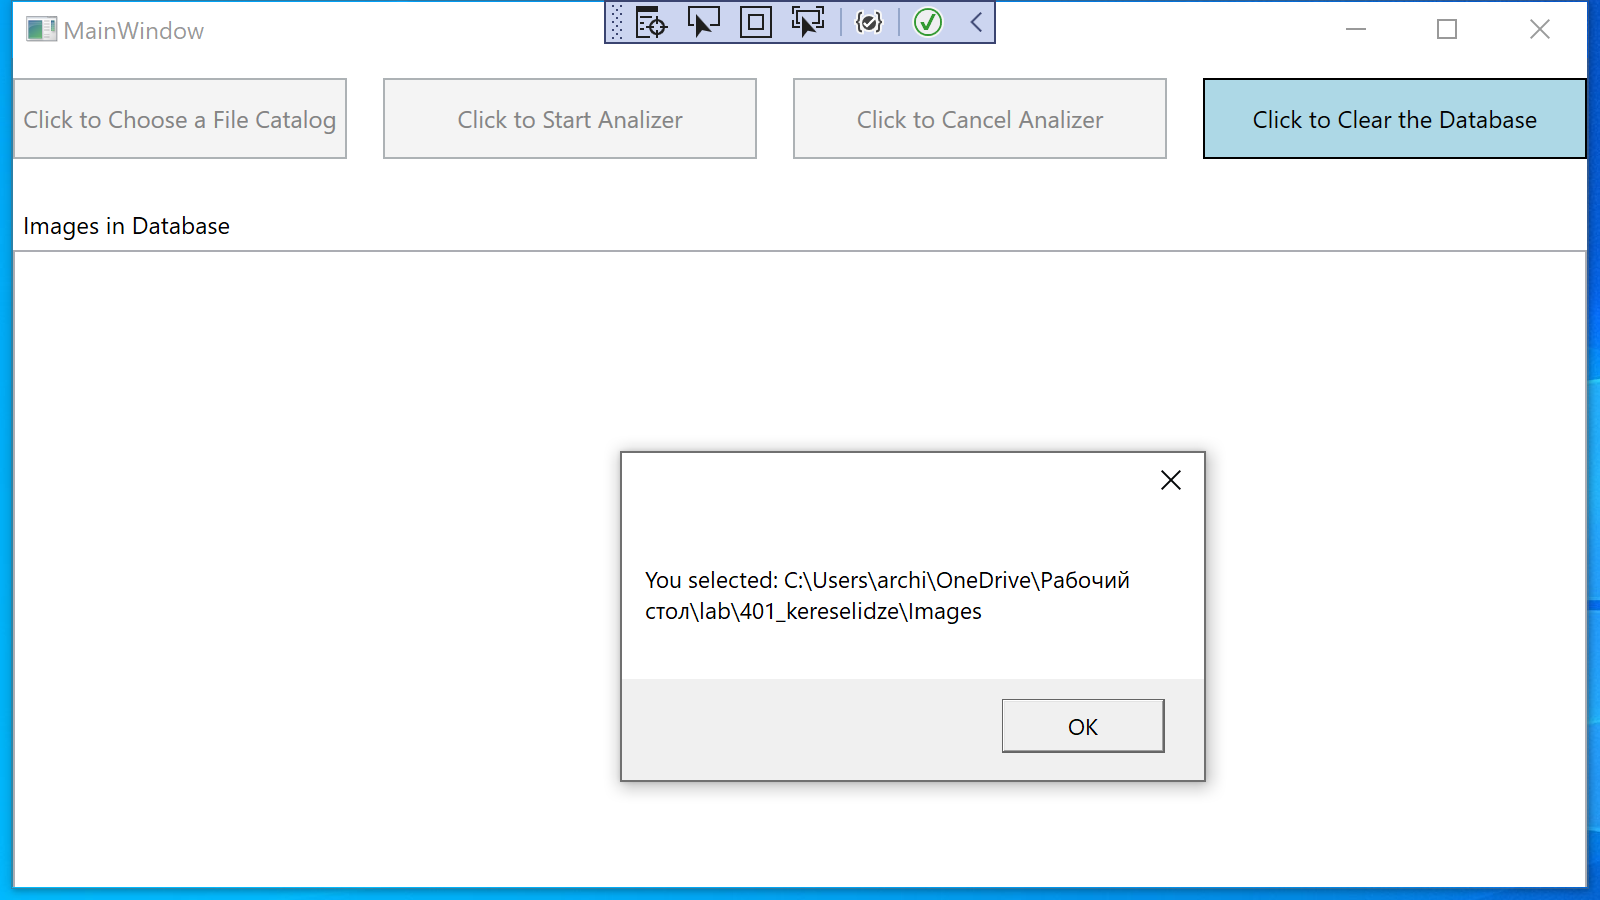 MainWindow
Click to Choose a File Catalog
Click to Start Analizer
Click to Cancel Analizer
Click to Clear the Database
Images in Database
You selected: C:\Users\archi\OneDrive\Рабочий
стол\lab\401_kereselidze\Images
OK